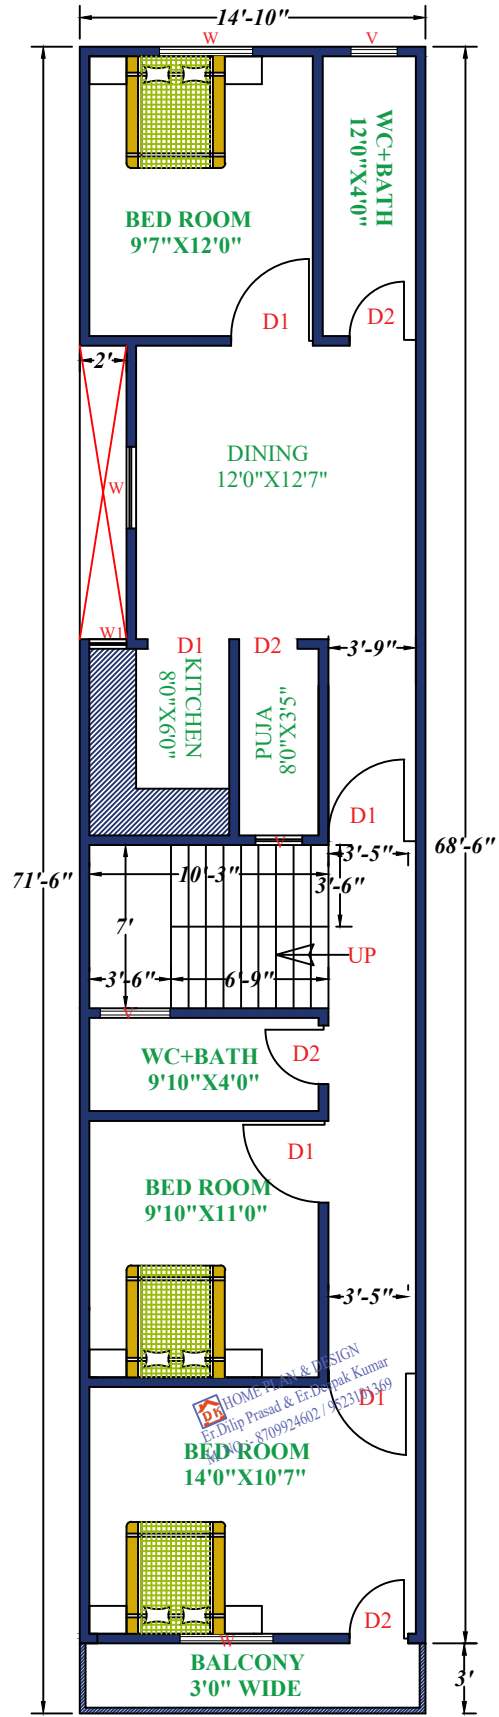 14'-10"
W
V
WC+BATH
12'0"X4'0"
BED ROOM
9'7"X12'0"
D1
D2
2'
DINING
12'0"X12'7"
W
W1
D1
D2
3'-9"
KITCHEN
8'0"X6'0"
PUJA
8'0"X3'5"
D1
V
3'-5"
68'-6"
71'-6"
10'-3"
3'-6"
7'
UP
3'-6"
6'-9"
V
WC+BATH
9'10"X4'0"
D2
D1
BED ROOM
9'10"X11'0"
3'-5"
HOME PLAN & DESIGN
Er.Dilip Prasad & Er.Deepak Kumar
M.NO.:- 8709924602 / 9523191369
DK
D1
BED ROOM
14'0"X10'7"
D2
W
BALCONY
3'0" WIDE
3'